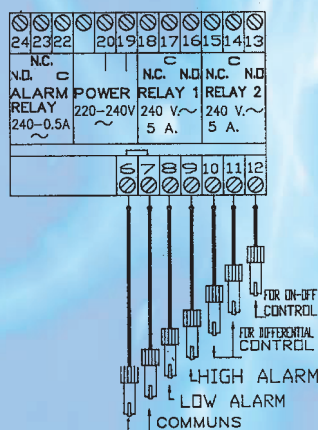 24 23 22 20 19 18 17 16 15 14 13
N.C. C C
N.O. C N.C. N.O. N.C. N.O
ALARM POWER RELAY 1 RELAY 2
RELAY 220-240V 240 V.~ 240 V.~
240-0.5A ~ 5 A. 5 A.
~
6 7 8 9 10 11 12
FOR ON-OFF
CONTROL
FOR DIFFERENTIAL
CONTROL
HIGH ALARM
LOW ALARM
COMMUNS